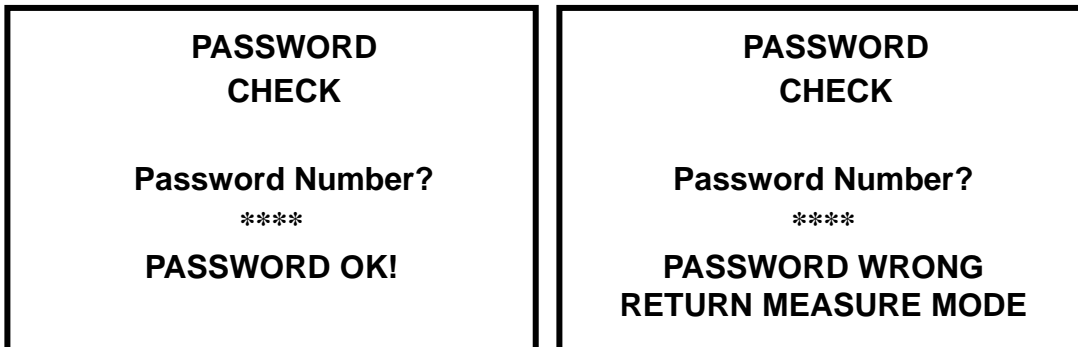 PASSWORD
CHECK
Password Number?
****
PASSWORD OK!
PASSWORD
CHECK
Password Number?
****
PASSWORD WRONG
RETURN MEASURE MODE